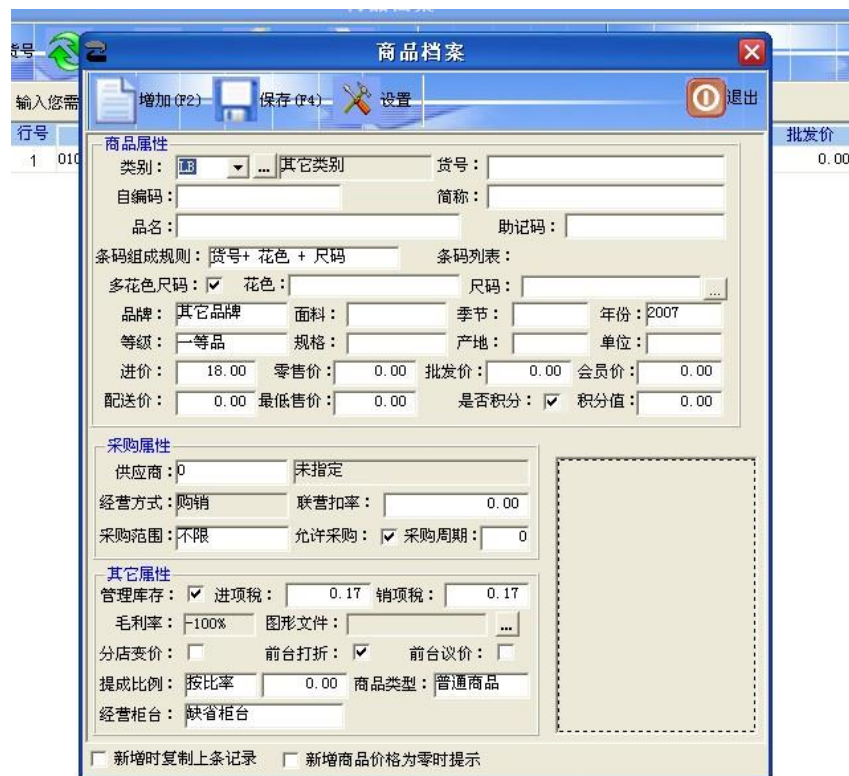 货号
商品档案
增加(F2) 保存(F4) 设置 退出
输入您需
行号 批发价
1 010 0.00
商品属性
类别： LB ... 其它类别 货号：
自编码： 简称：
品名： 助记码：
条码组成规则： 货号+ 花色 + 尺码 条码列表：
多花色尺码： 花色： 尺码： ...
品牌： 其它品牌 面料： 季节： 年份： 2007
等级： 一等品 规格： 产地： 单位：
进价： 18.00 零售价： 0.00 批发价： 0.00 会员价： 0.00
配送价： 0.00 最低售价： 0.00 是否积分： 积分值： 0.00
采购属性
供应商： 0 未指定
经营方式： 购销 联营扣率： 0.00
采购范围： 不限 允许采购： 采购周期： 0
其它属性
管理库存： 进项税： 0.17 销项税： 0.17
毛利率： -100% 图形文件： ...
分店变价： 前台打折： 前台议价：
提成比例： 按比率 0.00 商品类型： 普通商品
经营柜台： 缺省柜台
新增时复制上条记录 新增商品价格为零时提示